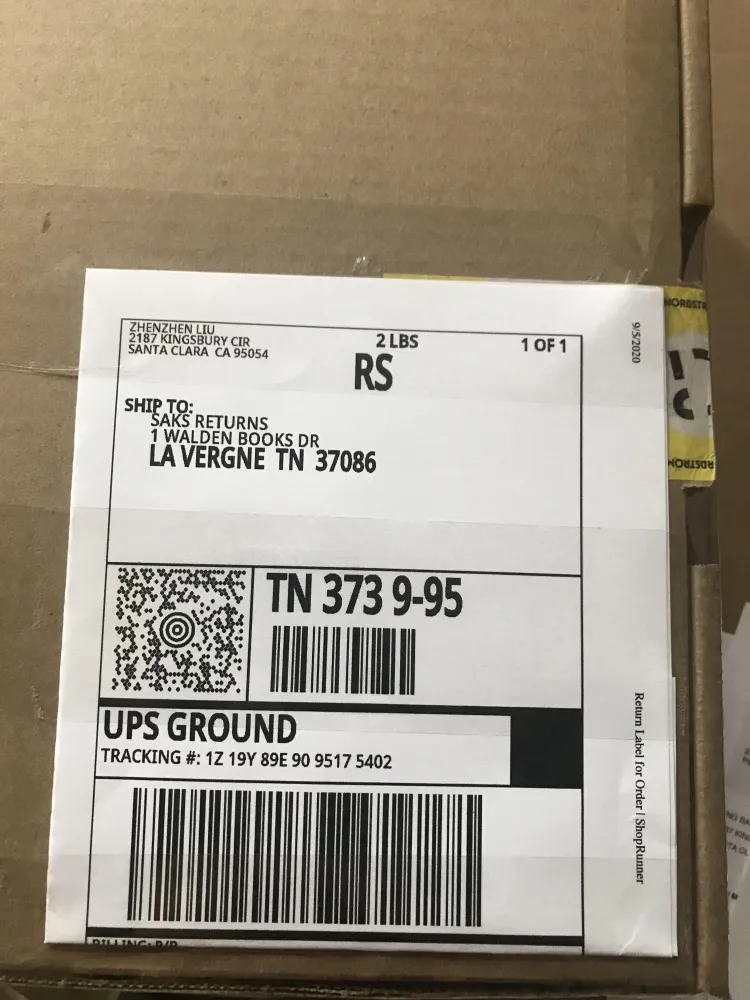 ZHENZHEN LIU
2187 KINGSBURY CIR
SANTA CLARA CA 95054
2 LBS
1 OF 1
RS
SHIP TO:
SAKS RETURNS
1 WALDEN BOOKS DR
LA VERGNE TN 37086
TN 373 9-95
UPS GROUND
TRACKING #: 1Z 19Y 89E 90 9517 5402
BILLING: P/P
9/5/2020
Return Label for Order | ShopRunner